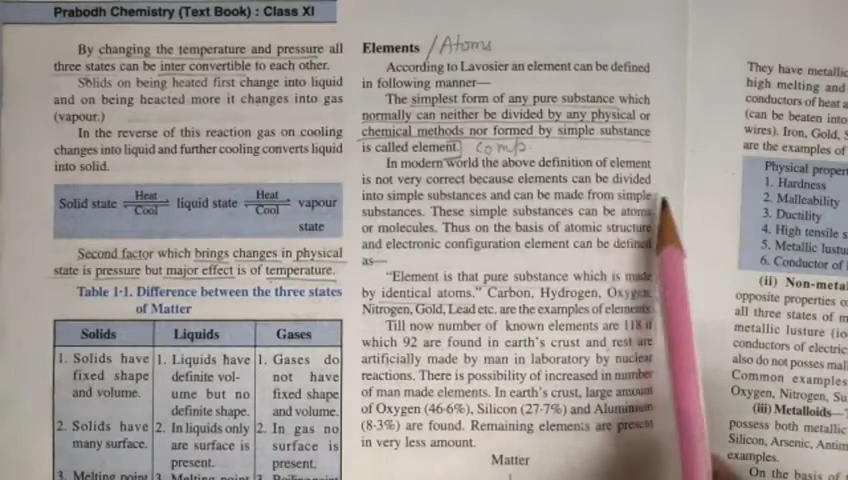 Prabodh Chemistry (Text Book) : Class XI
By changing the temperature and pressure all
three states can be inter convertible to each other.
Solids on being heated first change into liquid
and on being heacted more it changes into gas
(vapour.)
In the reverse of this reaction gas on cooling
changes into liquid and further cooling converts liquid
into solid.
Solid state ⇌ Heat Cool liquid state ⇌ Heat Cool vapour
state
Second factor which brings changes in physical
state is pressure but major effect is of temperature.
Table 1·1. Difference between the three states
of Matter
Solids Liquids Gases
1. Solids have 1. Liquids have 1. Gases do
fixed shape definite vol- not have
and volume. ume but no fixed shape
definite shape. and volume.
2. Solids have 2. In liquids only 2. In gas no
many surface. are surface is surface is
present. present.
3. Melting point 3. Melting point 3.
Elements / Atoms
According to Lavosier an element can be defined
in following manner—
The simplest form of any pure substance which
normally can neither be divided by any physical or
chemical methods nor formed by simple substance
is called element. comp.
In modern world the above definition of element
is not very correct because elements can be divided
into simple substances and can be made from simple
substances. These simple substances can be atoms
or molecules. Thus on the basis of atomic structure
and electronic configuration element can be defined
as—
"Element is that pure substance which is made
by identical atoms." Carbon, Hydrogen, Oxygen,
Nitrogen, Gold, Lead etc. are the examples of elements.
Till now number of known elements are 118 if
which 92 are found in earth's crust and rest are
artificially made by man in laboratory by nuclear
reactions. There is possibility of increased in number
of man made elements. In earth's crust, large amount
of Oxygen (46·6%), Silicon (27·7%) and Aluminium
(8·3%) are found. Remaining elements are present
in very less amount.
Matter
They have metallic
high melting and
conductors of heat a
(can be beaten into
wires). Iron, Gold, S
are the examples of
Physical propert
1. Hardness
2. Malleability
3. Ductility
4. High tensile s
5. Metallic lustu
6. Conductor of
(ii) Non-metal
opposite properties o
all three states of m
metallic lusture (io
conductors of electric
also do not posses mal
Common examples
Oxygen, Nitrogen, Su
(iii) Metalloids—
possess both metallic
Silicon, Arsenic, Antim
examples.
On the basis of